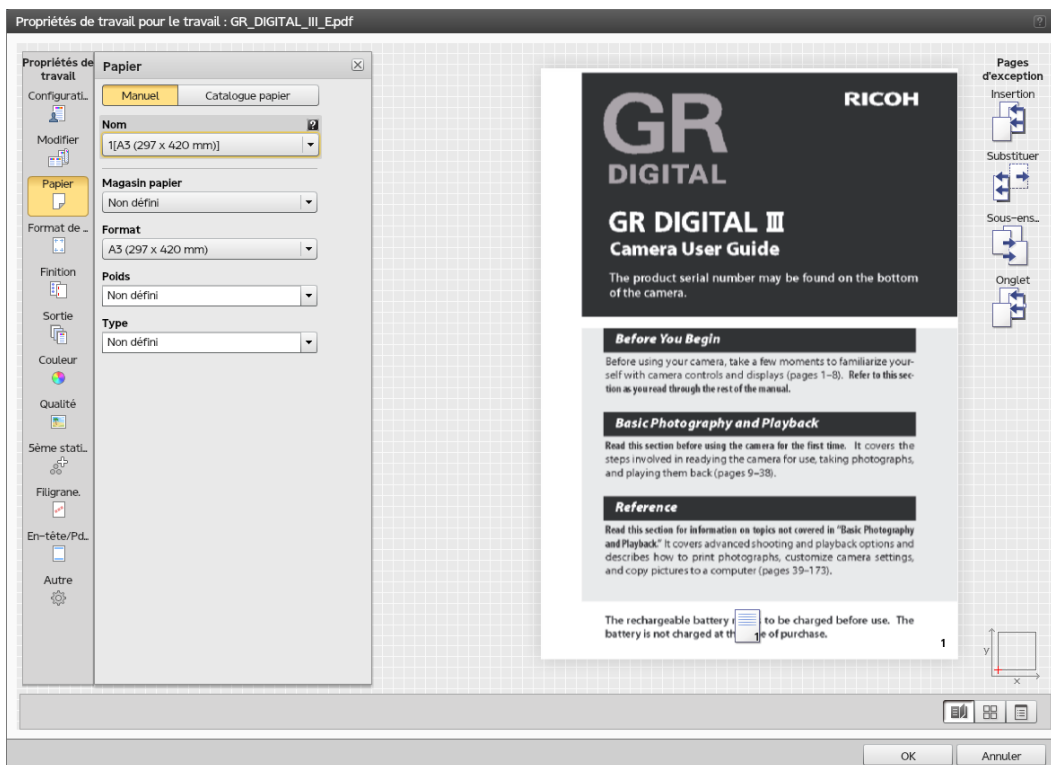 Propriétés de travail pour le travail : GR_DIGITAL_III_E.pdf
?
Propriétés de
travail
Configurati...
Modifier
Papier
Format de ...
Finition
Sortie
Couleur
Qualité
5ème stati...
Filigrane.
En-tête/Pd...
Autre
Papier
Manuel
Catalogue papier
Nom
?
1[A3 (297 x 420 mm)]
Magasin papier
Non défini
Format
A3 (297 x 420 mm)
Poids
Non défini
Type
Non défini
GR
DIGITAL
RICOH
GR DIGITAL III
Camera User Guide
The product serial number may be found on the bottom
of the camera.
Before You Begin
Before using your camera, take a few moments to familiarize your-
self with camera controls and displays (pages 1–8). Refer to this sec-
tion as you read through the rest of the manual.
Basic Photography and Playback
Read this section before using the camera for the first time. It covers the
steps involved in readying the camera for use, taking photographs,
and playing them back (pages 9–38).
Reference
Read this section for information on topics not covered in "Basic Photography
and Playback." It covers advanced shooting and playback options and
describes how to print photographs, customize camera settings,
and copy pictures to a computer (pages 39–173).
The rechargeable battery to be charged before use. The
battery is not charged at of purchase.
1
1
Pages
d'exception
Insertion
Substituer
Sous-ens...
Onglet
Y
X
OK
Annuler